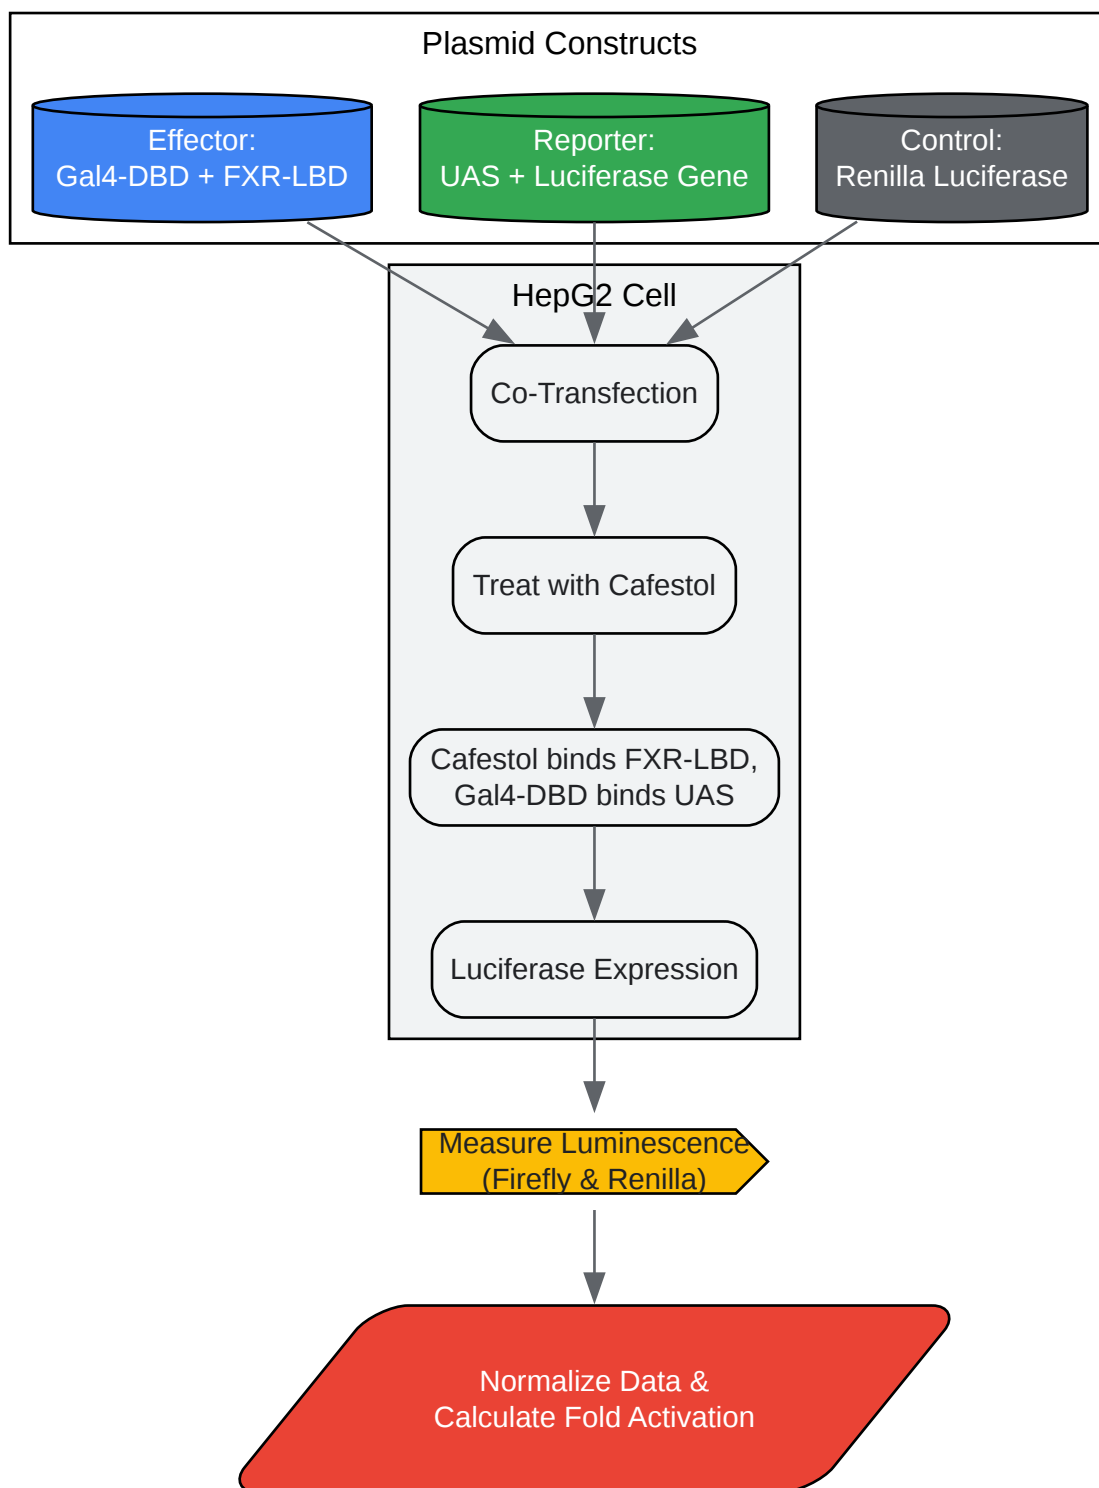 Plasmid Constructs
Effector:
Gal4-DBD + FXR-LBD
Reporter:
UAS + Luciferase Gene
Control:
Renilla Luciferase
HepG2 Cell
Co-Transfection
Treat with Cafestol
Cafestol binds FXR-LBD,
Gal4-DBD binds UAS
Luciferase Expression
Measure Luminescence
(Firefly & Renilla)
Normalize Data &
Calculate Fold Activation